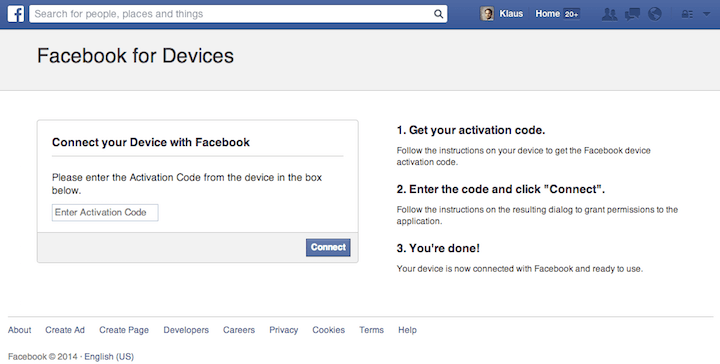 f
Search for people, places and things
Klaus
Home 20+
Facebook for Devices
Connect your Device with Facebook
Please enter the Activation Code from the device in the box
below.
Enter Activation Code
Connect
1. Get your activation code.
Follow the instructions on your device to get the Facebook device
activation code.
2. Enter the code and click "Connect".
Follow the instructions on the resulting dialog to grant permissions to the
application.
3. You're done!
Your device is now connected with Facebook and ready to use.
About Create Ad Create Page Developers Careers Privacy Cookies Terms Help
Facebook © 2014 · English (US)